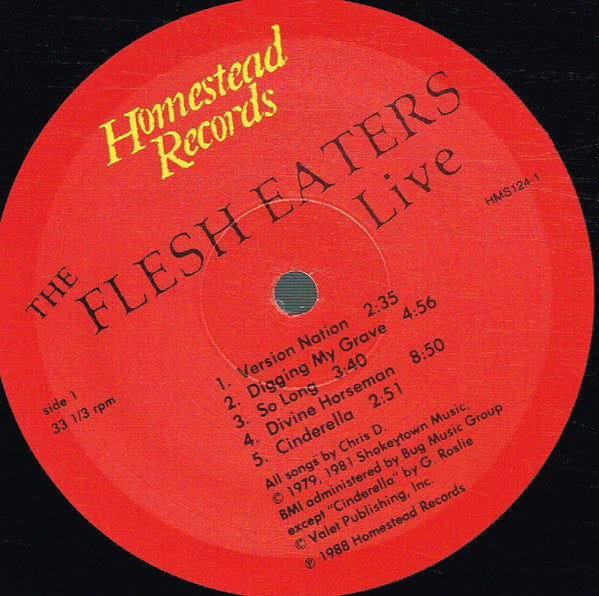 Homestead
Records
THE FLESH EATERS
Live
HMS124-1
side 1
33 1/3 rpm
1. Version Nation 2:35
2. Digging My Grave 4:56
3. So Long 3:40
4. Divine Horseman 8:50
5. Cinderella 2:51
All songs by Chris D.
© 1979, 1981 Shakeytown Music,
BMI administered by Bug Music Group
except "Cinderella" by G. Roslie
© Valet Publishing, Inc.
℗ 1988 Homestead Records